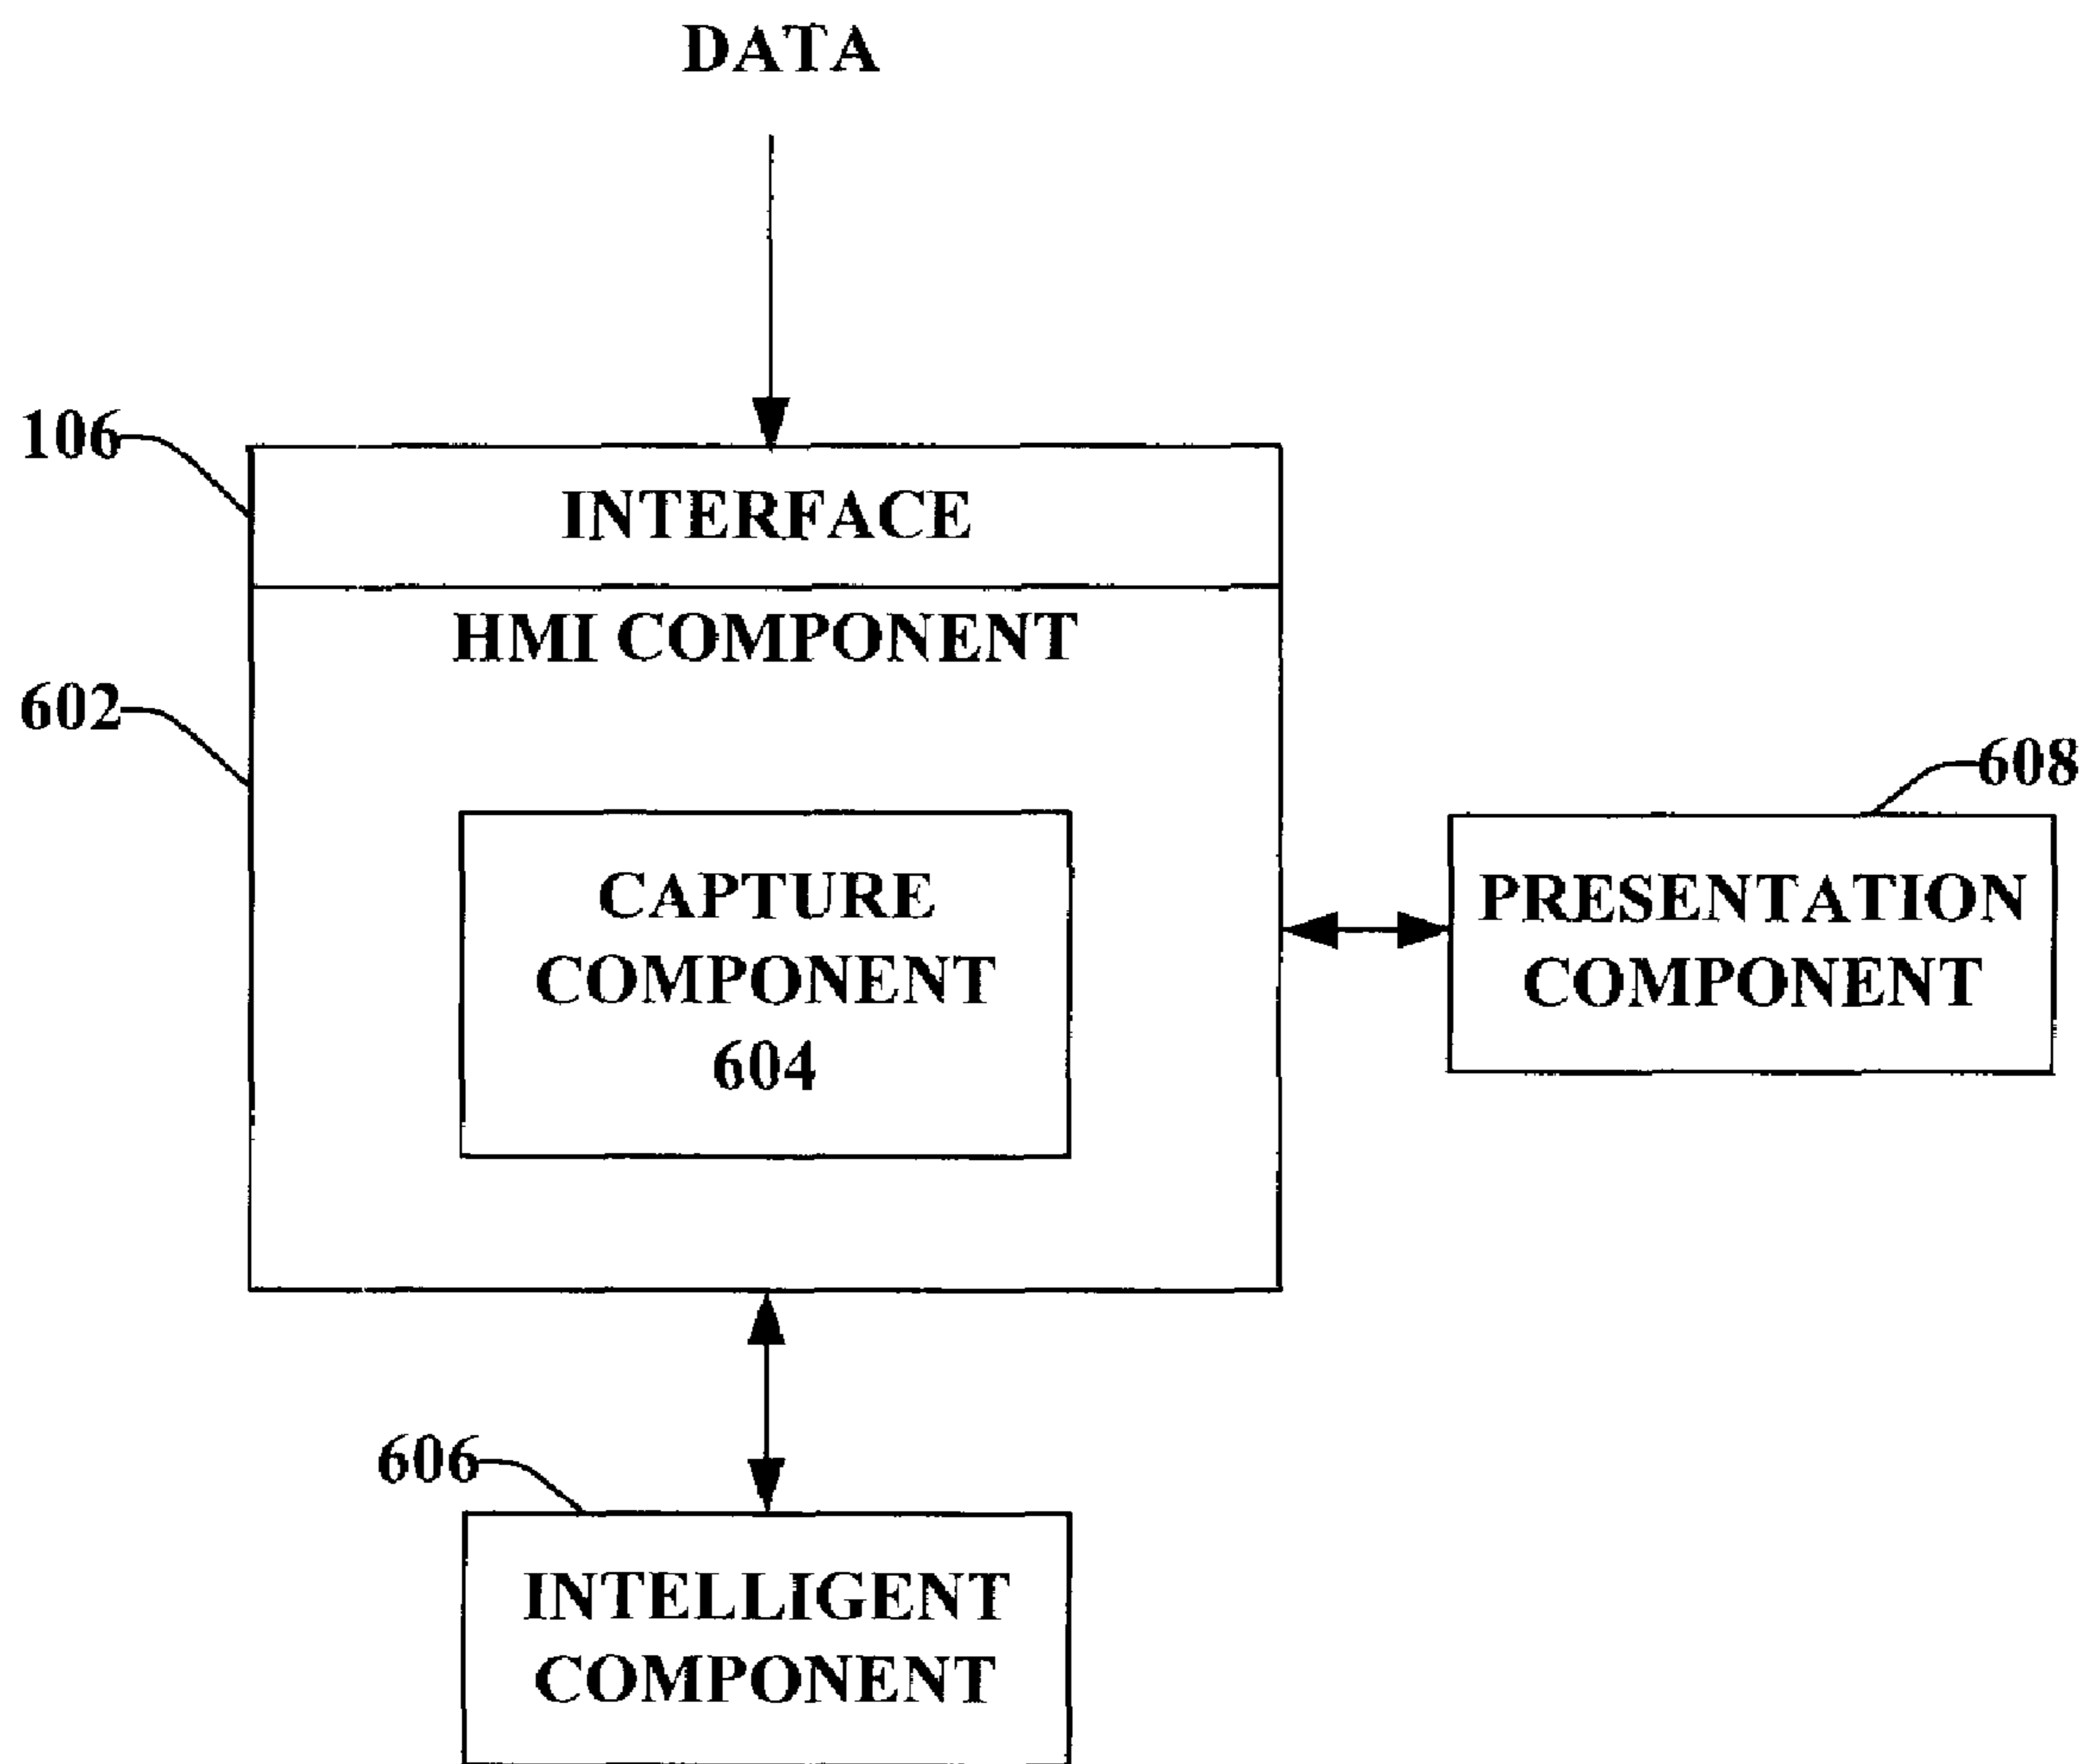 DATA
106
INTERFACE
HMI COMPONENT
602
608
CAPTURE
COMPONENT
604
PRESENTATION
COMPONENT
606
INTELLIGENT
COMPONENT